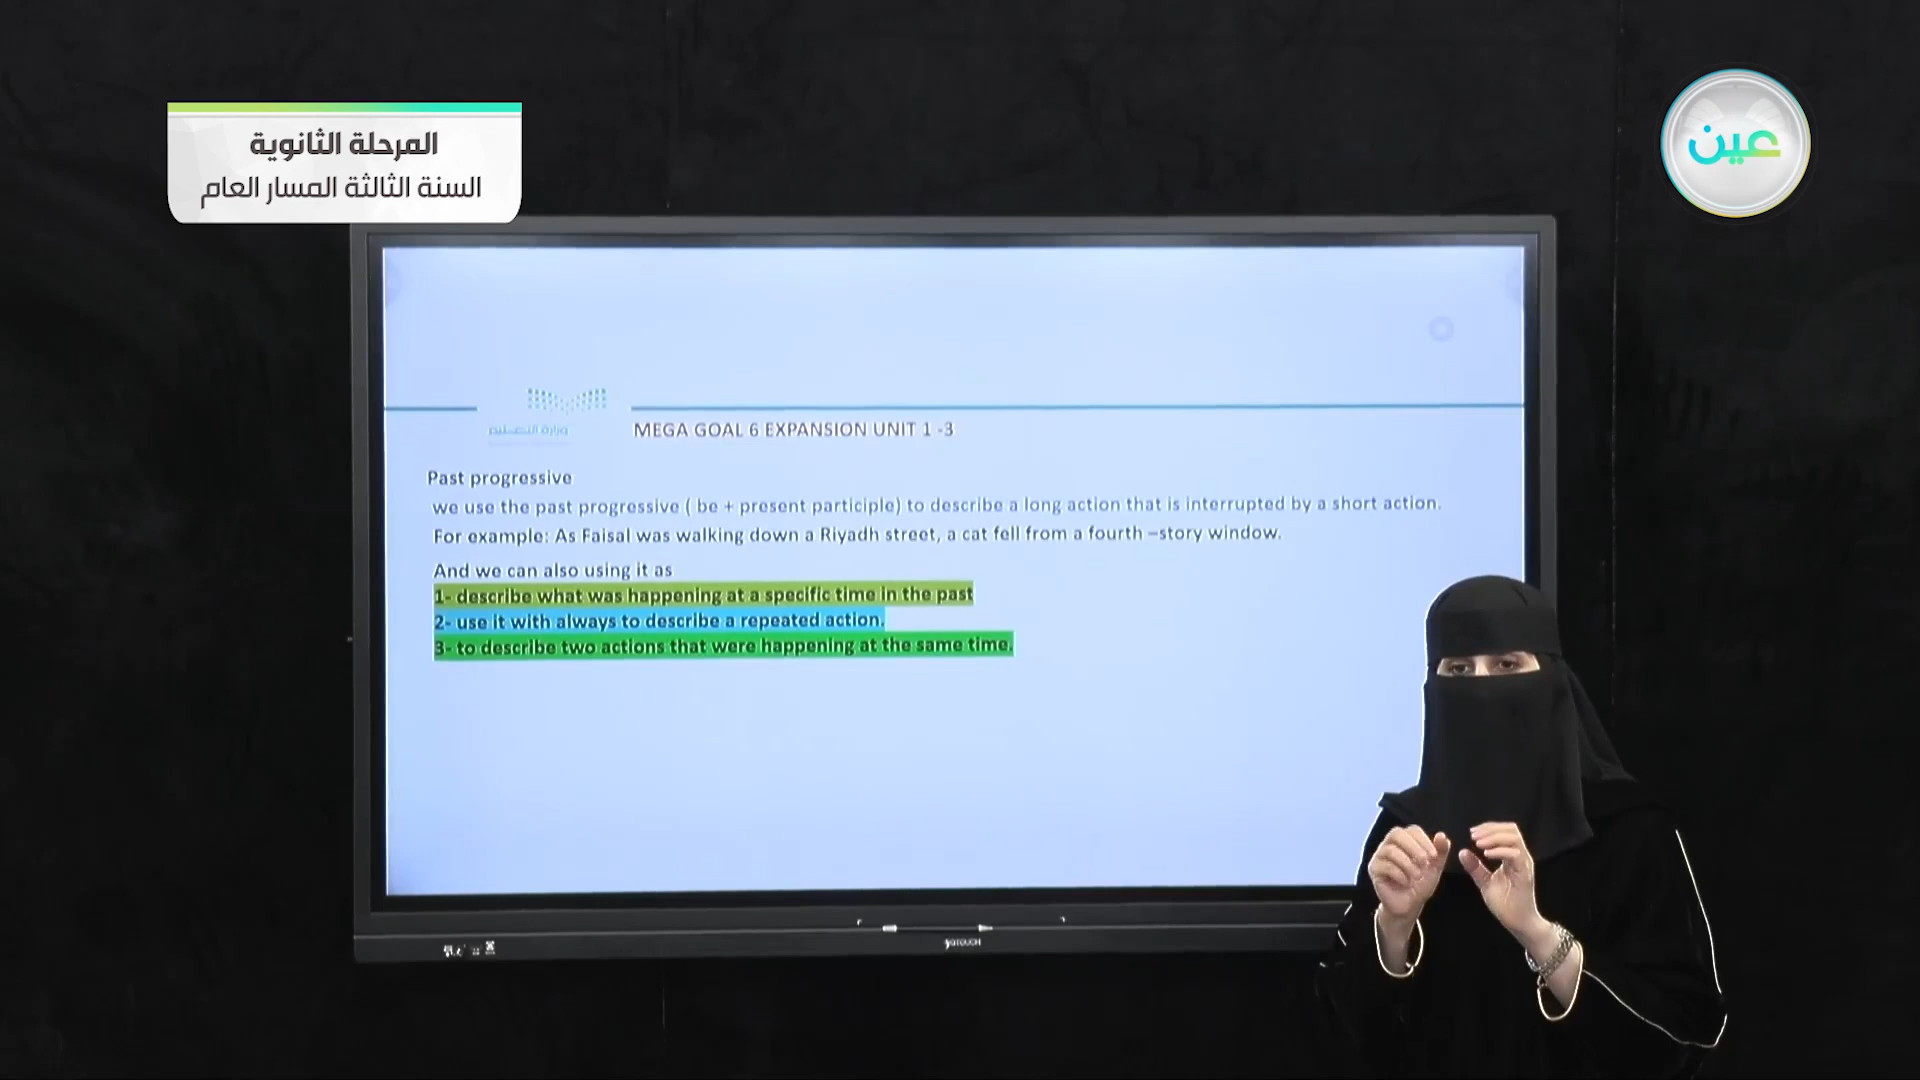 المرحلة الثانوية
السنة الثالثة المسار العام
عين
وزارة التعليم
MEGA GOAL 6 EXPANSION UNIT 1 -3
Past progressive
we use the past progressive ( be + present participle) to describe a long action that is interrupted by a short action.
For example: As Faisal was walking down a Riyadh street, a cat fell from a fourth –story window.
And we can also using it as
1- describe what was happening at a specific time in the past
2- use it with always to describe a repeated action.
3- to describe two actions that were happening at the same time.